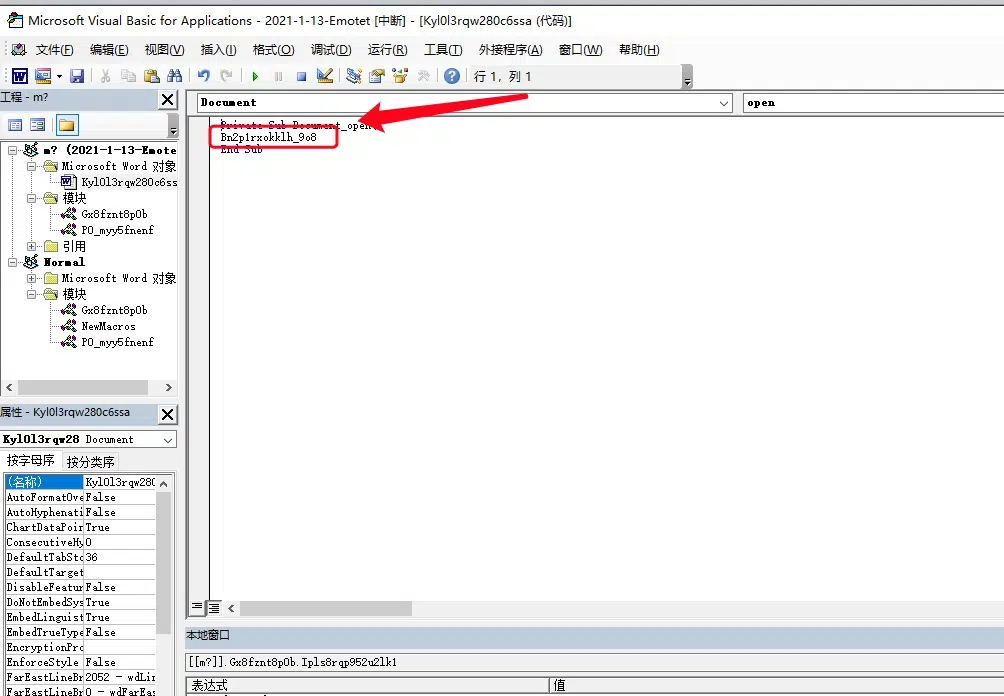 Microsoft Visual Basic for Applications - 2021-1-13-Emotet [中断] - [Kyl0l3rqw280c6ssa (代码)]
文件(F) 编辑(E) 视图(V) 插入(I) 格式(O) 调试(D) 运行(R) 工具(T) 外接程序(A) 窗口(W) 帮助(H)
行 1，列 1
工程 - m?
Document
open
Private Sub Document_open
Bn2p1rxokklh_9o8
End Sub
m? (2021-1-13-Emote
Microsoft Word 对象
Kyl0l3rqw280c6ss
模块
Gx8fznt8p0b
P0_myy5fnenf
引用
Normal
Microsoft Word 对象
模块
Gx8fznt8p0b
NewMacros
P0_myy5fnenf
属性 - Kyl0l3rqw280c6ssa
Kyl0l3rqw28 Document
按字母序 按分类序
(名称) Kyl0l3rqw280
AutoFormatOve False
AutoHyphenati False
ChartDataPoin True
ConsecutiveHy 0
DefaultTabSto 36
DefaultTarget
DisableFeatur False
DoNotEmbedSys True
EmbedLinguist True
EmbedTrueType False
EncryptionPro
EnforceStyle False
FarEastLineBr 2052 - wdLin
FarEastLineBr 0 - wdFarEas
本地窗口
[[m?]].Gx8fznt8p0b.Ipls8rqp952u2lk1
表达式 值